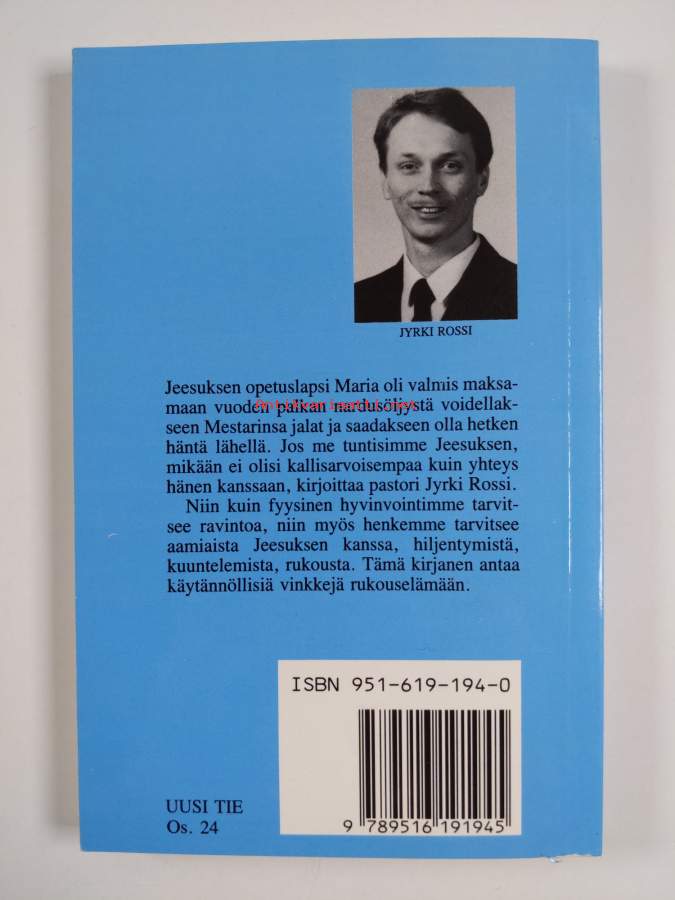 JYRKI ROSSI
Jeesuksen opetuslapsi Maria oli valmis maksa-
maan vuoden palkan nardusöljystä voidellak-
Antikvariaatti.net
seen Mestarinsa jalat ja saadakseen olla hetken
häntä lähellä. Jos me tuntisimme Jeesuksen,
mikään ei olisi kallisarvoisempaa kuin yhteys
hänen kanssaan, kirjoittaa pastori Jyrki Rossi.
Niin kuin fyysinen hyvinvointimme tarvit-
see ravintoa, niin myös henkemme tarvitsee
aamiaista Jeesuksen kanssa, hiljentymistä,
kuuntelemista, rukousta. Tämä kirjanen antaa
käytännöllisiä vinkkejä rukouselämään.
ISBN 951-619-194-0
9 789516 191945
UUSI TIE
Os. 24